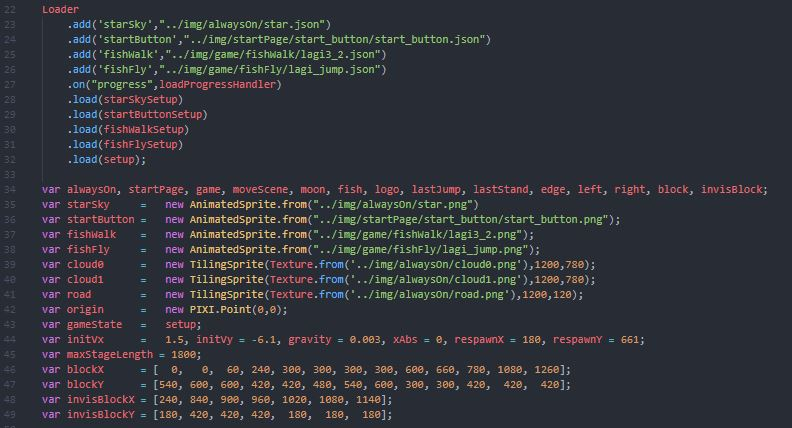 22 Loader
23 .add('starSky',"../img/alwaysOn/star.json")
24 .add('startButton',"../img/startPage/start_button/start_button.json")
25 .add('fishWalk',"../img/game/fishWalk/lagi3_2.json")
26 .add('fishFly',"../img/game/fishFly/lagi_jump.json")
27 .on("progress",loadProgressHandler)
28 .load(starSkySetup)
29 .load(startButtonSetup)
30 .load(fishWalkSetup)
31 .load(fishFlySetup)
32 .load(setup);
33
34 var alwaysOn, startPage, game, moveScene, moon, fish, logo, lastJump, lastStand, edge, left, right, block, invisBlock;
35 var starSky = new AnimatedSprite.from("../img/alwaysOn/star.png")
36 var startButton = new AnimatedSprite.from("../img/startPage/start_button/start_button.png");
37 var fishWalk = new AnimatedSprite.from("../img/game/fishWalk/lagi3_2.png");
38 var fishFly = new AnimatedSprite.from("../img/game/fishFly/lagi_jump.png");
39 var cloud0 = new TilingSprite(Texture.from('../img/alwaysOn/cloud0.png'),1200,780);
40 var cloud1 = new TilingSprite(Texture.from('../img/alwaysOn/cloud1.png'),1200,780);
41 var road = new TilingSprite(Texture.from('../img/alwaysOn/road.png'),1200,120);
42 var origin = new PIXI.Point(0,0);
43 var gameState = setup;
44 var initVx = 1.5, initVy = -6.1, gravity = 0.003, xAbs = 0, respawnX = 180, respawnY = 661;
45 var maxStageLength = 1800;
46 var blockX = [ 0, 0, 60, 240, 300, 300, 300, 300, 600, 660, 780, 1080, 1260];
47 var blockY = [540, 600, 600, 420, 420, 480, 540, 600, 300, 300, 420, 420, 420];
48 var invisBlockX = [240, 840, 900, 960, 1020, 1080, 1140];
49 var invisBlockY = [180, 420, 420, 420, 180, 180, 180];